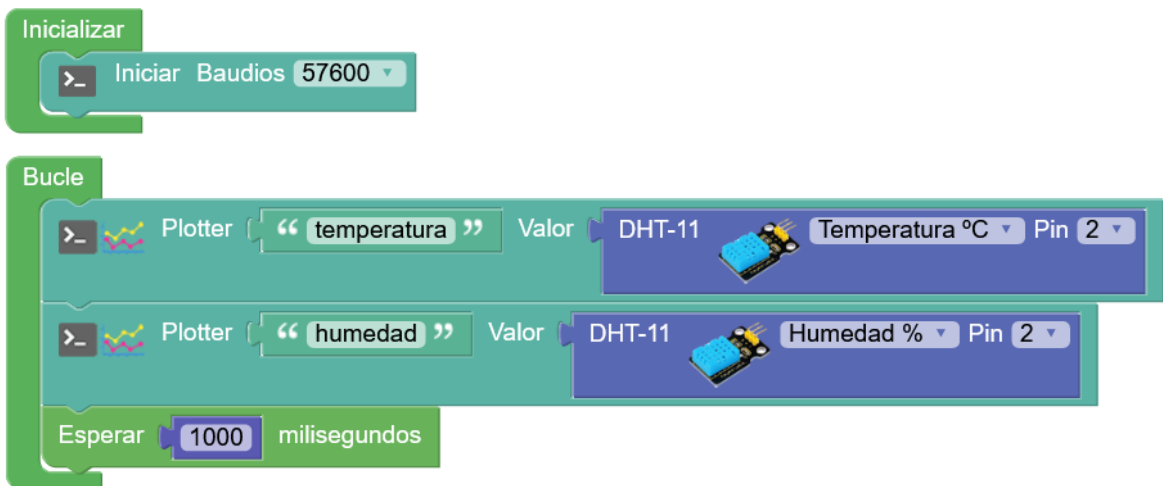 Inicializar
>_ Iniciar Baudios 57600
Bucle
>_ Plotter “ temperatura ” Valor DHT-11 Temperatura ºC Pin 2
>_ Plotter “ humedad ” Valor DHT-11 Humedad % Pin 2
Esperar 1000 milisegundos